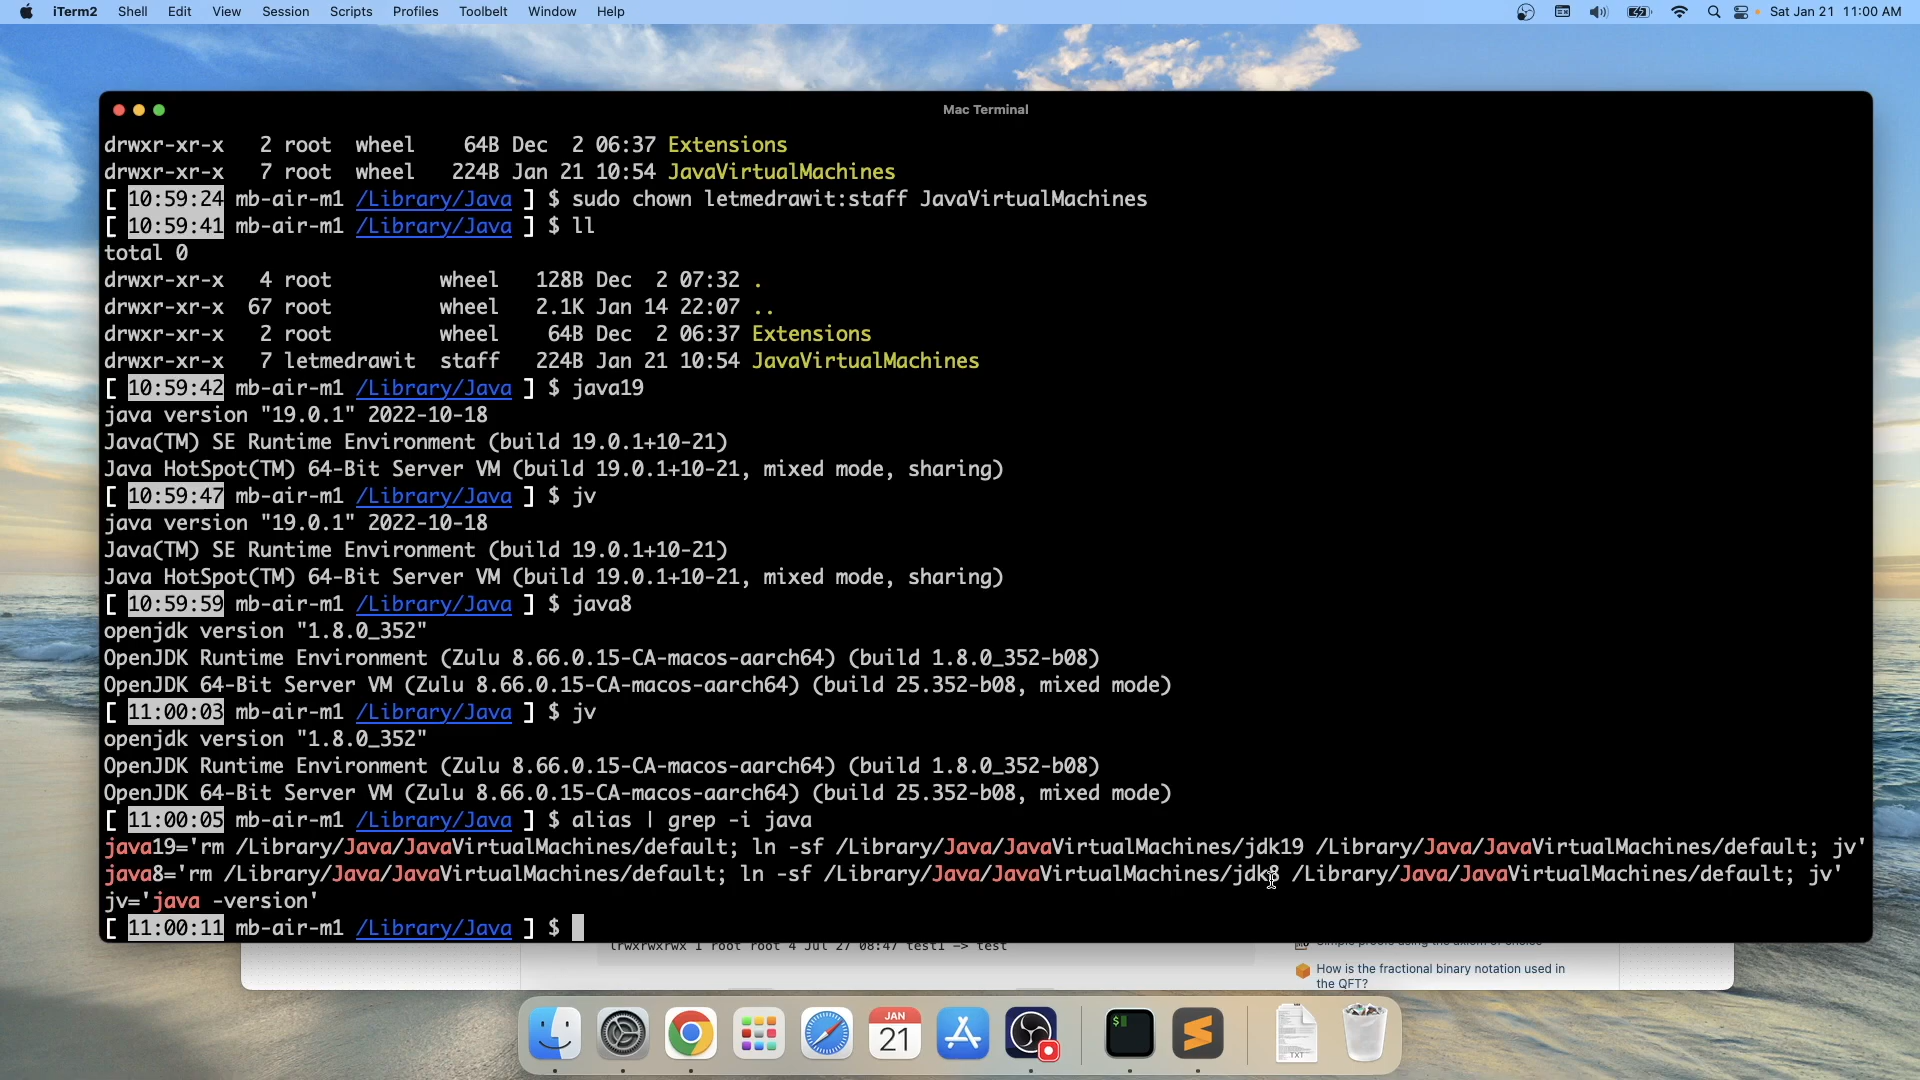 iTerm2 Shell Edit View Session Scripts Profiles Toolbelt Window Help Sat Jan 21 11:00 AM
Mac Terminal
drwxr-xr-x 2 root wheel 64B Dec 2 06:37 Extensions
drwxr-xr-x 7 root wheel 224B Jan 21 10:54 JavaVirtualMachines
[ 10:59:24 mb-air-m1 /Library/Java ] $ sudo chown letmedrawit:staff JavaVirtualMachines
[ 10:59:41 mb-air-m1 /Library/Java ] $ ll
total 0
drwxr-xr-x 4 root wheel 128B Dec 2 07:32 .
drwxr-xr-x 67 root wheel 2.1K Jan 14 22:07 ..
drwxr-xr-x 2 root wheel 64B Dec 2 06:37 Extensions
drwxr-xr-x 7 letmedrawit staff 224B Jan 21 10:54 JavaVirtualMachines
[ 10:59:42 mb-air-m1 /Library/Java ] $ java19
java version "19.0.1" 2022-10-18
Java(TM) SE Runtime Environment (build 19.0.1+10-21)
Java HotSpot(TM) 64-Bit Server VM (build 19.0.1+10-21, mixed mode, sharing)
[ 10:59:47 mb-air-m1 /Library/Java ] $ jv
java version "19.0.1" 2022-10-18
Java(TM) SE Runtime Environment (build 19.0.1+10-21)
Java HotSpot(TM) 64-Bit Server VM (build 19.0.1+10-21, mixed mode, sharing)
[ 10:59:59 mb-air-m1 /Library/Java ] $ java8
openjdk version "1.8.0_352"
OpenJDK Runtime Environment (Zulu 8.66.0.15-CA-macos-aarch64) (build 1.8.0_352-b08)
OpenJDK 64-Bit Server VM (Zulu 8.66.0.15-CA-macos-aarch64) (build 25.352-b08, mixed mode)
[ 11:00:03 mb-air-m1 /Library/Java ] $ jv
openjdk version "1.8.0_352"
OpenJDK Runtime Environment (Zulu 8.66.0.15-CA-macos-aarch64) (build 1.8.0_352-b08)
OpenJDK 64-Bit Server VM (Zulu 8.66.0.15-CA-macos-aarch64) (build 25.352-b08, mixed mode)
[ 11:00:05 mb-air-m1 /Library/Java ] $ alias | grep -i java
java19='rm /Library/Java/JavaVirtualMachines/default; ln -sf /Library/Java/JavaVirtualMachines/jdk19 /Library/Java/JavaVirtualMachines/default; jv'
java8='rm /Library/Java/JavaVirtualMachines/default; ln -sf /Library/Java/JavaVirtualMachines/jdk8 /Library/Java/JavaVirtualMachines/default; jv'
jv='java -version'
[ 11:00:11 mb-air-m1 /Library/Java ] $
lrwxrwxrwx 1 root root 4 Jul 27 08:47 test1 -> test
Simple proofs using the axiom of choice
How is the fractional binary notation used in
the QFT?
JAN
21
$
TXT